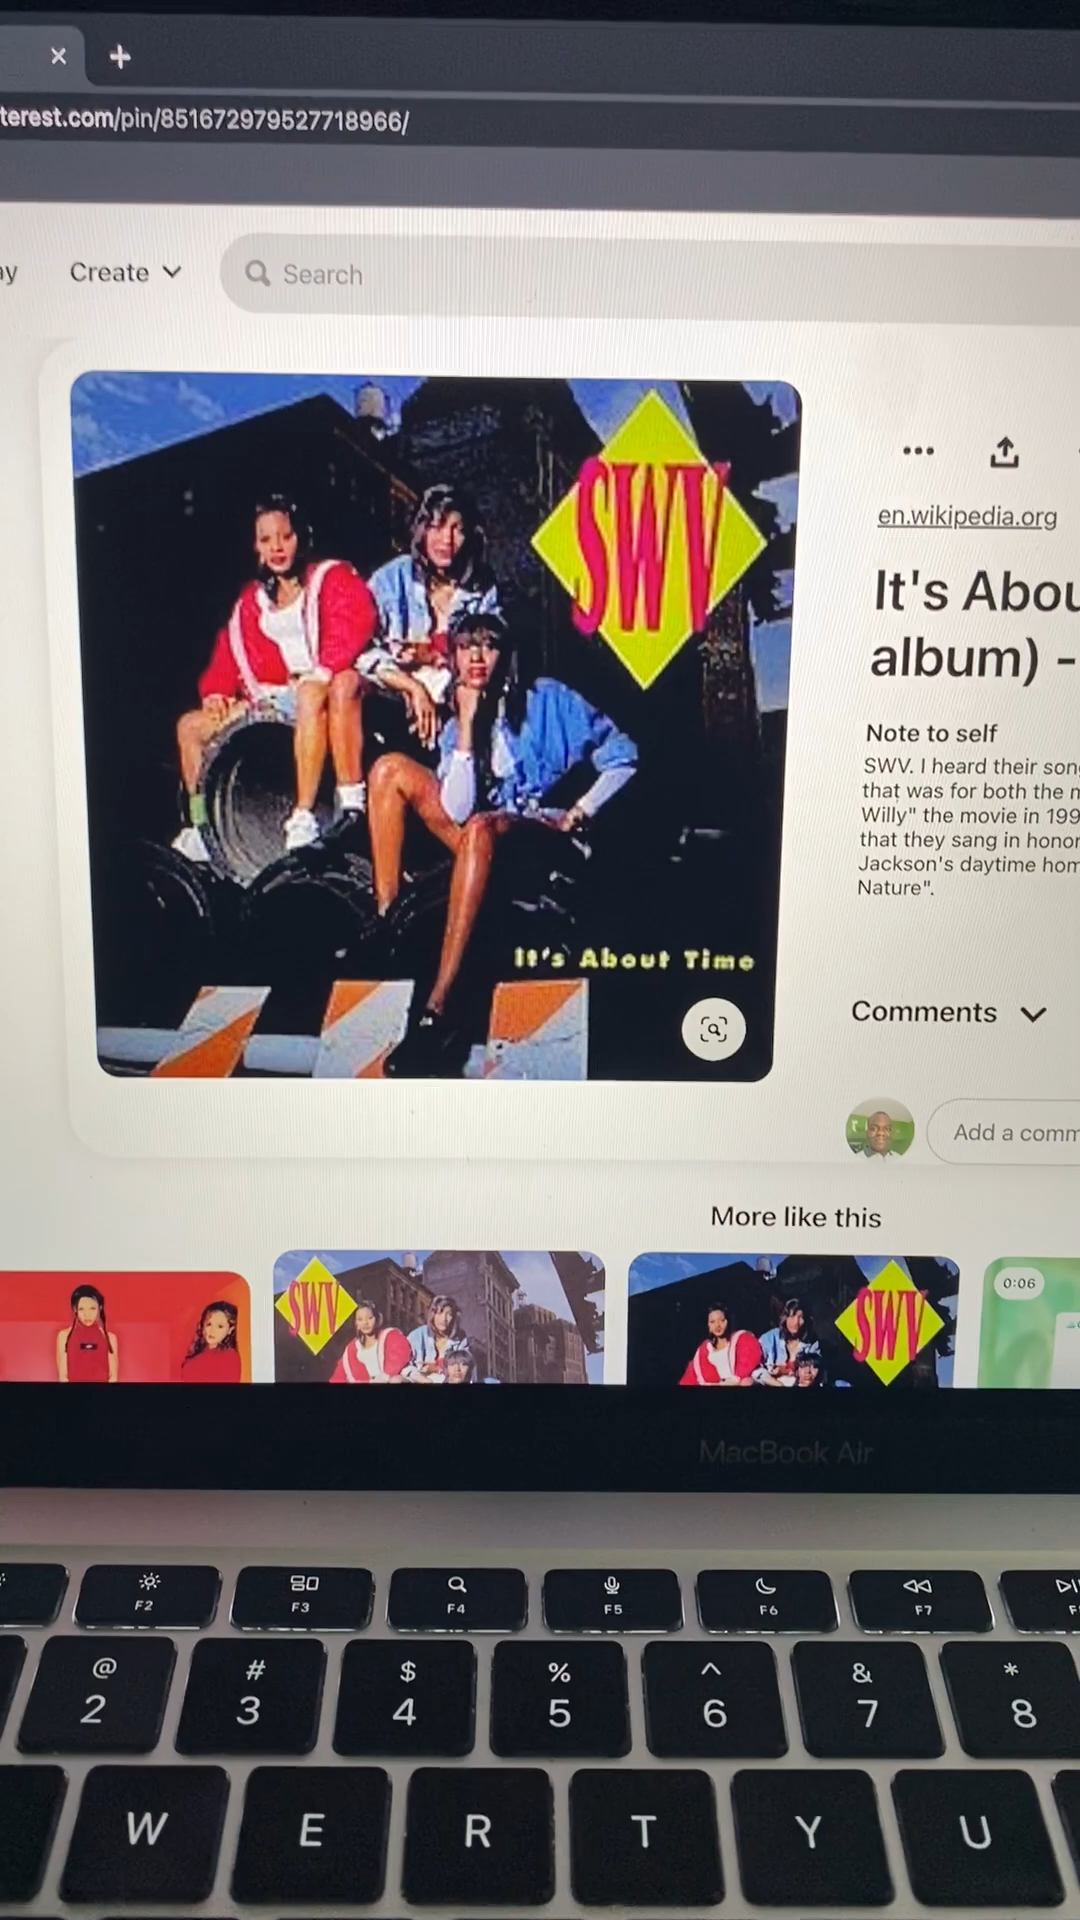 terest.com/pin/851672979527718966/
ay
Create
Search
SWV
It's About Time
en.wikipedia.org
It's Abou
album) -
Note to self
SWV. I heard their son
that was for both the m
Willy" the movie in 199
that they sang in honor
Jackson's daytime hom
Nature".
Comments
Add a comm
More like this
SWV
SWV
0:06
MacBook Air
F2
F3
F4
F5
F6
F7
F
@
#
$
%
^
&
*
2
3
4
5
6
7
8
W
E
R
T
Y
U